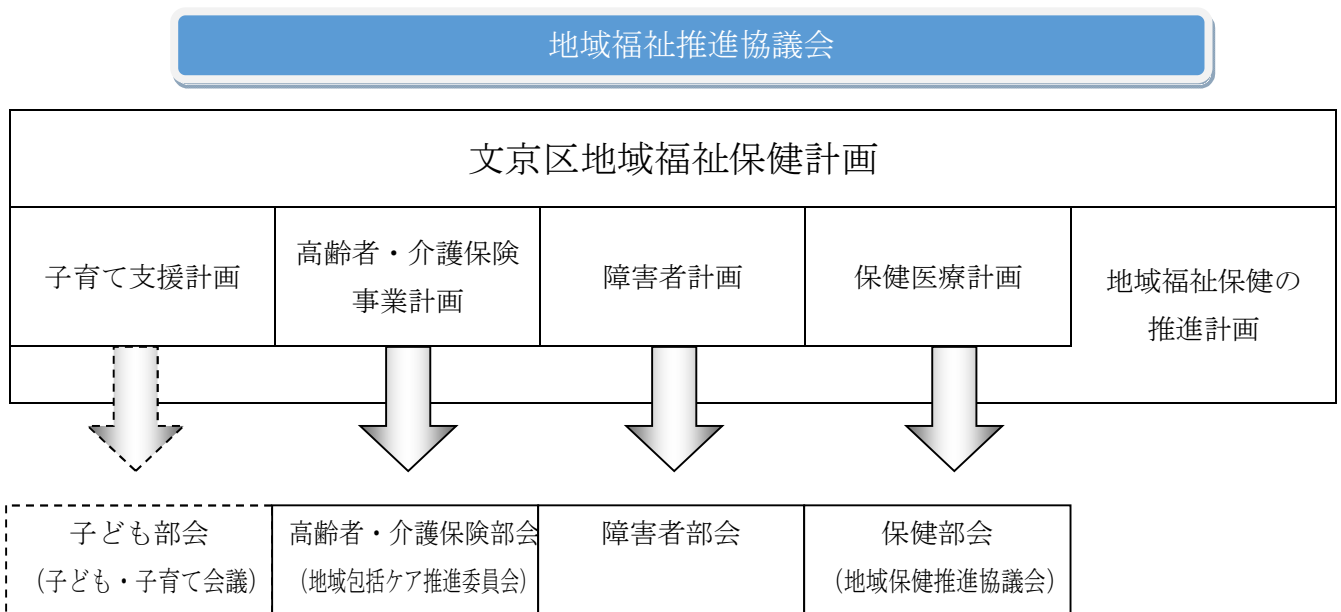 地域福祉推進協議会
文京区地域福祉保健計画
子育て支援計画
高齢者・介護保険
事業計画
障害者計画
保健医療計画
地域福祉保健の
推進計画
子ども部会
（子ども・子育て会議）
高齢者・介護保険部会
（地域包括ケア推進委員会）
障害者部会
保健部会
（地域保健推進協議会）